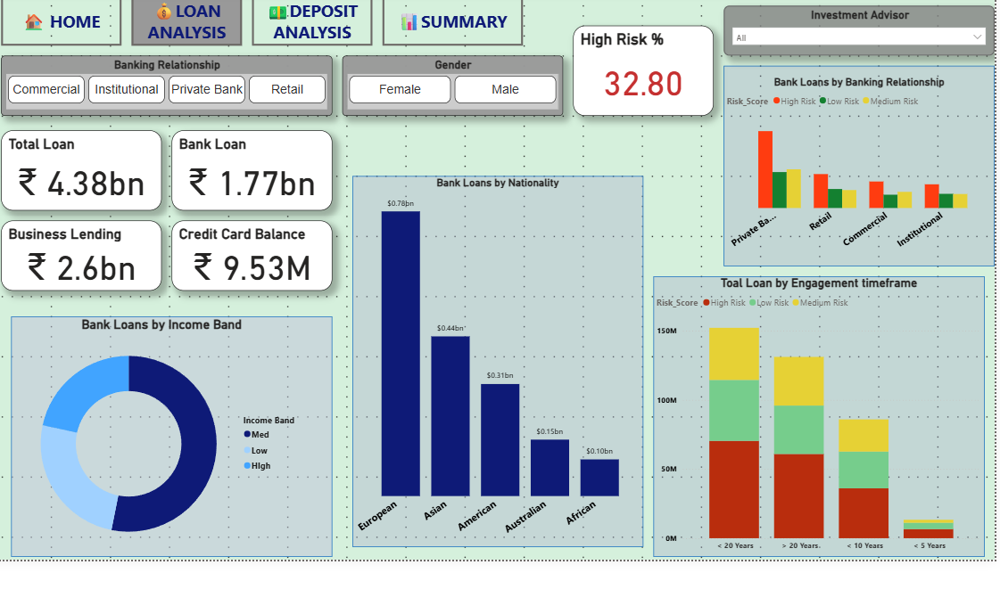 HOME
LOAN
ANALYSIS
DEPOSIT
ANALYSIS
SUMMARY
Investment Advisor
All
Banking Relationship
Commercial
Institutional
Private Bank
Retail
Gender
Female
Male
High Risk %
32.80
Total Loan
₹ 4.38bn
Bank Loan
₹ 1.77bn
Business Lending
₹ 2.6bn
Credit Card Balance
₹ 9.53M
Bank Loans by Banking Relationship
Risk_Score High Risk Low Risk Medium Risk
Private Ba...
Retail
Commercial
Institutional
Bank Loans by Nationality
$0.78bn
$0.44bn
$0.31bn
$0.15bn
$0.10bn
European
Asian
American
Australian
African
Toal Loan by Engagement timeframe
Risk_Score High Risk Low Risk Medium Risk
150M
100M
50M
0M
< 20 Years
> 20 Years
< 10 Years
< 5 Years
Bank Loans by Income Band
Income Band
Med
Low
HIgh